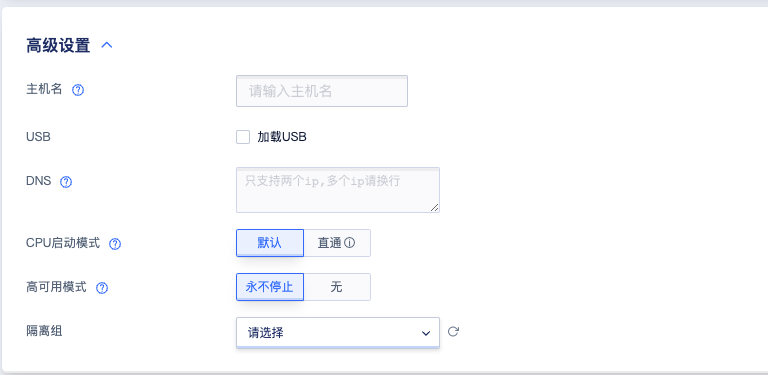 高级设置
主机名
请输入主机名
USB
加载USB
DNS
只支持两个ip,多个ip请换行
CPU启动模式
默认 直通
高可用模式
永不停止 无
隔离组
请选择